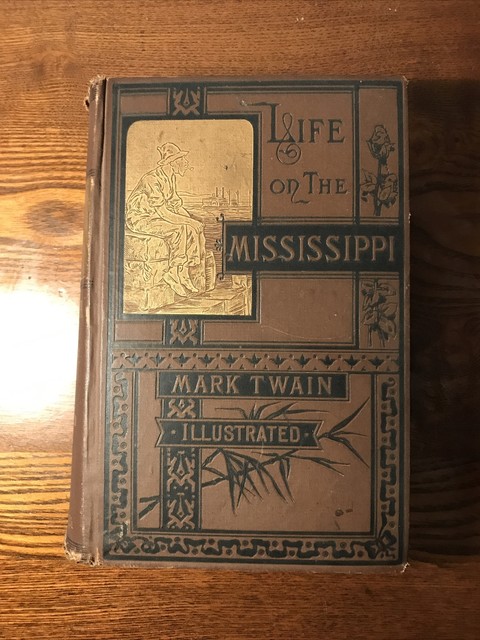 LIFE
ON THE
MISSISSIPPI
MARK TWAIN
ILLUSTRATED